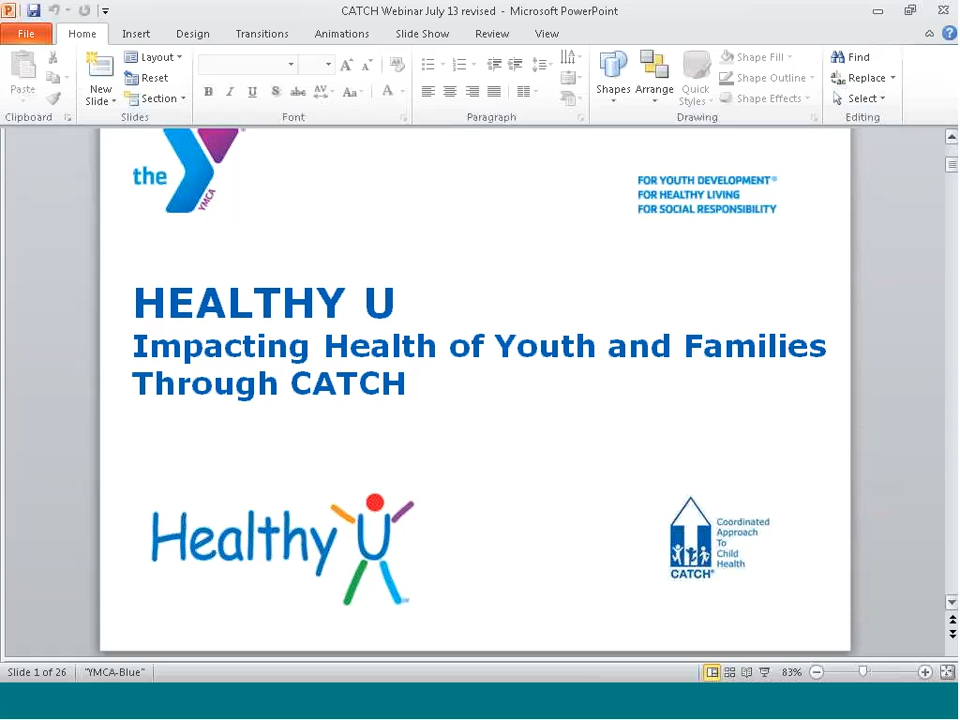 CATCH Webinar July 13 revised - Microsoft PowerPoint
File Home Insert Design Transitions Animations Slide Show Review View
Paste
Clipboard
New Slide
Layout
Reset
Section
Slides
B I U S abc AV Aa A
Font
Paragraph
Shapes
Arrange
Quick Styles
Shape Fill
Shape Outline
Shape Effects
Drawing
Find
Replace
Select
Editing
the
YMCA
FOR YOUTH DEVELOPMENT®
FOR HEALTHY LIVING
FOR SOCIAL RESPONSIBILITY
HEALTHY U
Impacting Health of Youth and Families
Through CATCH
Healthy U
Coordinated
Approach
To
Child
Health
CATCH®
Slide 1 of 26 "YMCA-Blue" 83%